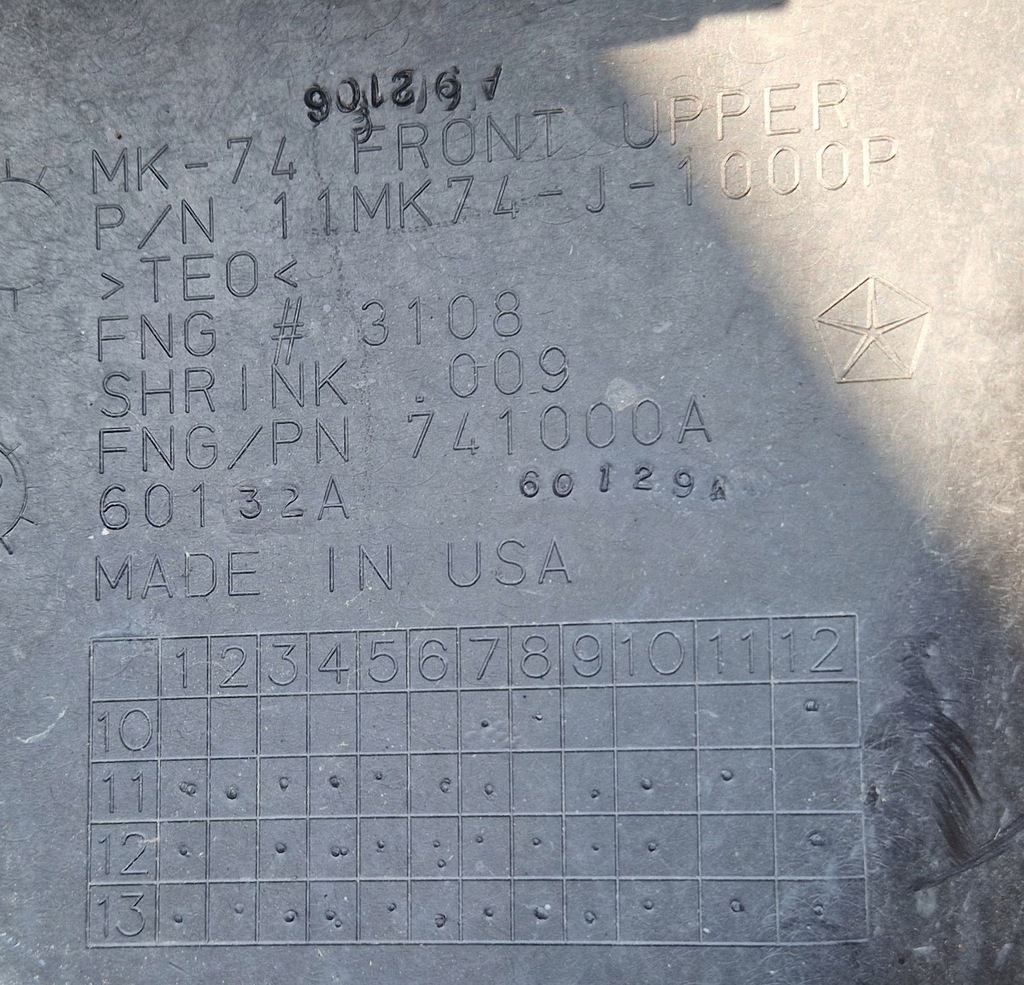 MK-74 FRONT UPPER
P/N 11MK74-J-1000P
>TEO<
FNG # 3108
SHRINK .009
FNG/PN 741000A
60132A 60129A
MADE IN USA
1 2 3 4 5 6 7 8 9 10 11 12
10
11
12
13